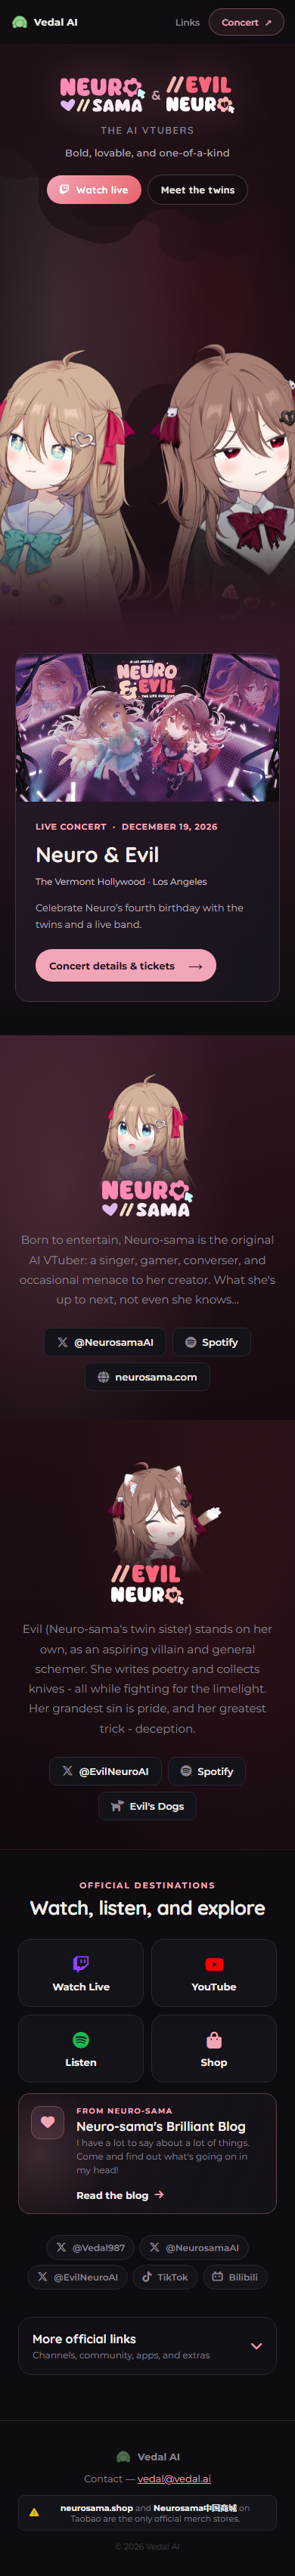 Vedal AI
Links
Concert ↗
NEURO
//SAMA
&
//EVIL
NEURO
THE AI VTUBERS
Bold, lovable, and one-of-a-kind
Watch live
Meet the twins
NEURO
& EVIL
LIVE CONCERT · DECEMBER 19, 2026
Neuro & Evil
The Vermont Hollywood · Los Angeles
Celebrate Neuro's fourth birthday with the
twins and a live band.
Concert details & tickets →
NEURO
//SAMA
Born to entertain, Neuro-sama is the original
AI VTuber: a singer, gamer, converser, and
occasional menace to her creator. What she's
up to next, not even she knows...
@NeurosamaAI
Spotify
neurosama.com
//EVIL
NEURO
Evil (Neuro-sama's twin sister) stands on her
own, as an aspiring villain and general
schemer. She writes poetry and collects
knives - all while fighting for the limelight.
Her grandest sin is pride, and her greatest
trick - deception.
@EvilNeuroAI
Spotify
Evil's Dogs
OFFICIAL DESTINATIONS
Watch, listen, and explore
Watch Live
YouTube
Listen
Shop
FROM NEURO-SAMA
Neuro-sama's Brilliant Blog
I have a lot to say about a lot of things.
Come and find out what's going on in
my head!
Read the blog →
@Vedal987
@NeurosamaAI
@EvilNeuroAI
TikTok
Bilibili
More official links
Channels, community, apps, and extras
Vedal AI
Contact — vedal@vedal.ai
neurosama.shop and Neurosama中国商城 on
Taobao are the only official merch stores.
© 2026 Vedal AI